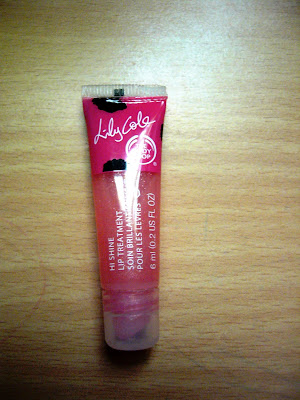 Lily Cole
THE
BODY
SHOP
®
HI SHINE
LIP TREATMENT
SOIN BRILLANT
POUR LES LÈVRES
6 ml (0.2 US FL OZ)